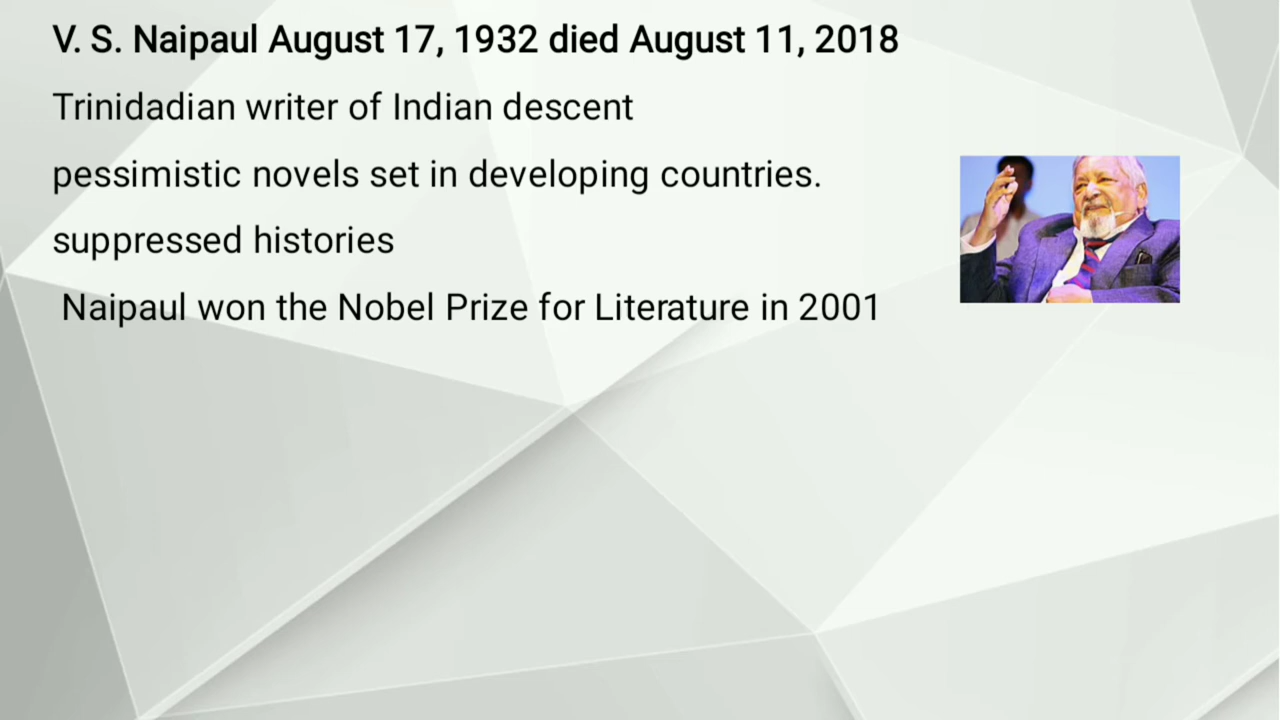 V. S. Naipaul August 17, 1932 died August 11, 2018
Trinidadian writer of Indian descent
pessimistic novels set in developing countries.
suppressed histories
Naipaul won the Nobel Prize for Literature in 2001